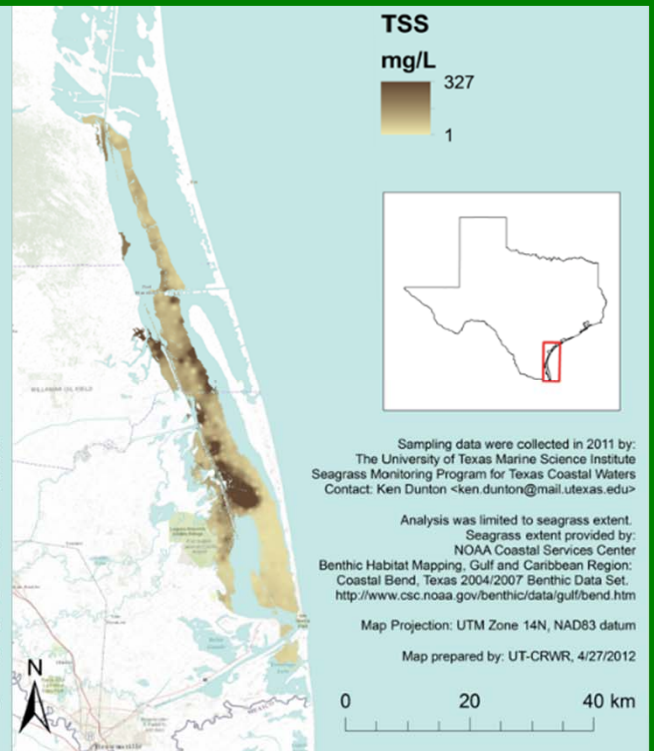 TSS
mg/L
327
1
WILLAMAR OIL FIELD
Sampling data were collected in 2011 by:
The University of Texas Marine Science Institute
Seagrass Monitoring Program for Texas Coastal Waters
Contact: Ken Dunton <ken.dunton@mail.utexas.edu>
Analysis was limited to seagrass extent.
Seagrass extent provided by:
NOAA Coastal Services Center
Benthic Habitat Mapping, Gulf and Caribbean Region:
Coastal Bend, Texas 2004/2007 Benthic Data Set.
http://www.csc.noaa.gov/benthic/data/gulf/bend.htm
Map Projection: UTM Zone 14N, NAD83 datum
Map prepared by: UT-CRWR, 4/27/2012
N
0 20 40 km
Brownsville